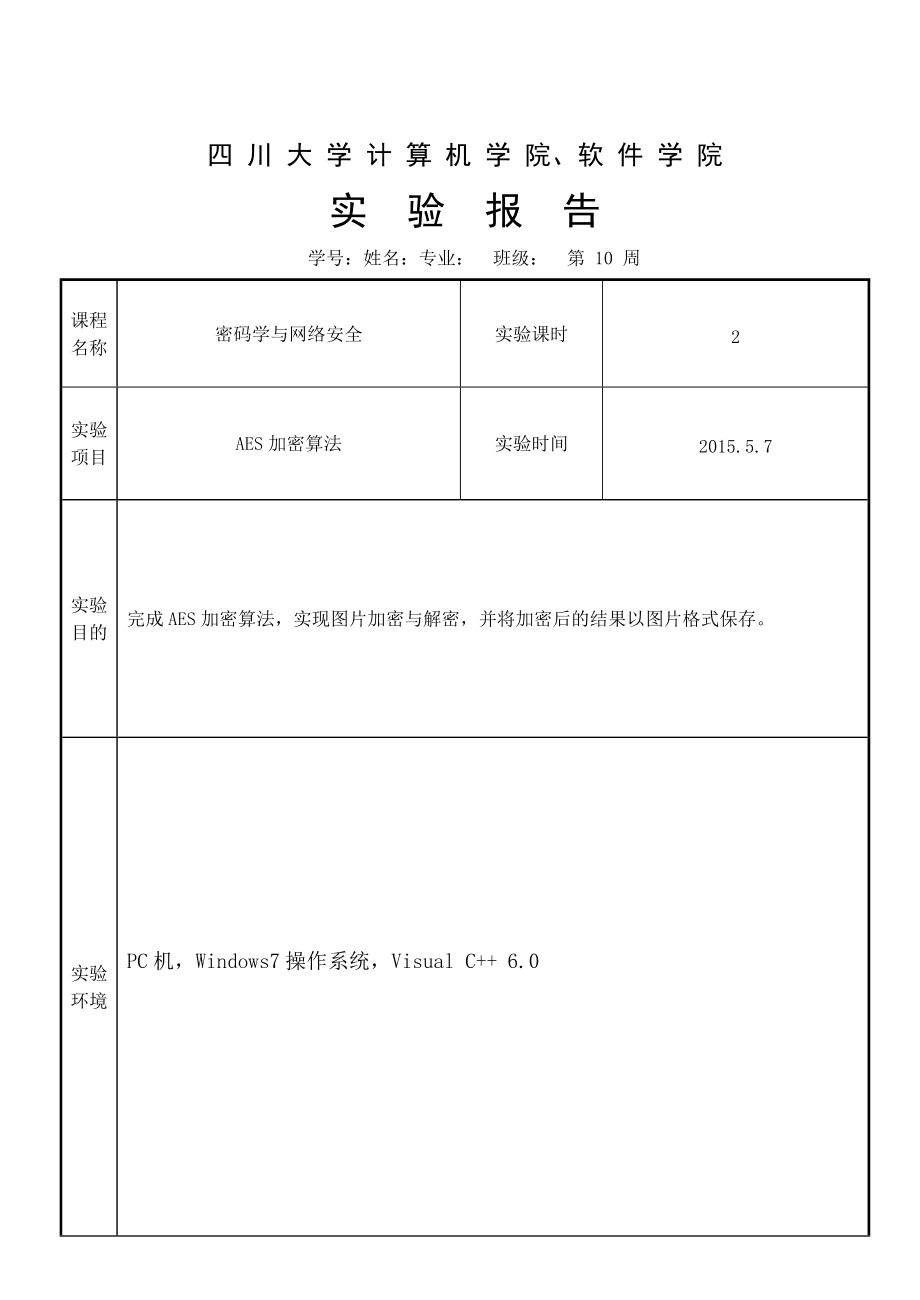 四 川 大 学 计 算 机 学 院、软 件 学 院
实 验 报 告
学号：姓名：专业： 班级： 第 10 周
课程
名称
密码学与网络安全
实验课时
2
实验
项目
AES 加密算法
实验时间
2015.5.7
实验
目的
完成 AES 加密算法，实现图片加密与解密，并将加密后的结果以图片格式保存。
实验
环境
PC 机，Windows7 操作系统，Visual C++ 6.0